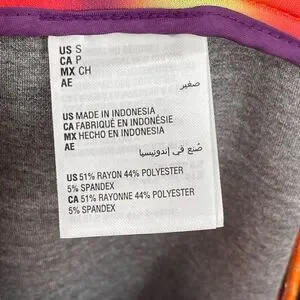 US S
CA P
MX CH
AE
صغير
US MADE IN INDONESIA
CA FABRIQUÉ EN INDONÉSIE
MX HECHO EN INDONESIA
AE
صُنع في إندونيسيا
US 51% RAYON 44% POLYESTER
5% SPANDEX
CA 51% RAYONNE 44% POLYESTER
5% SPANDEX